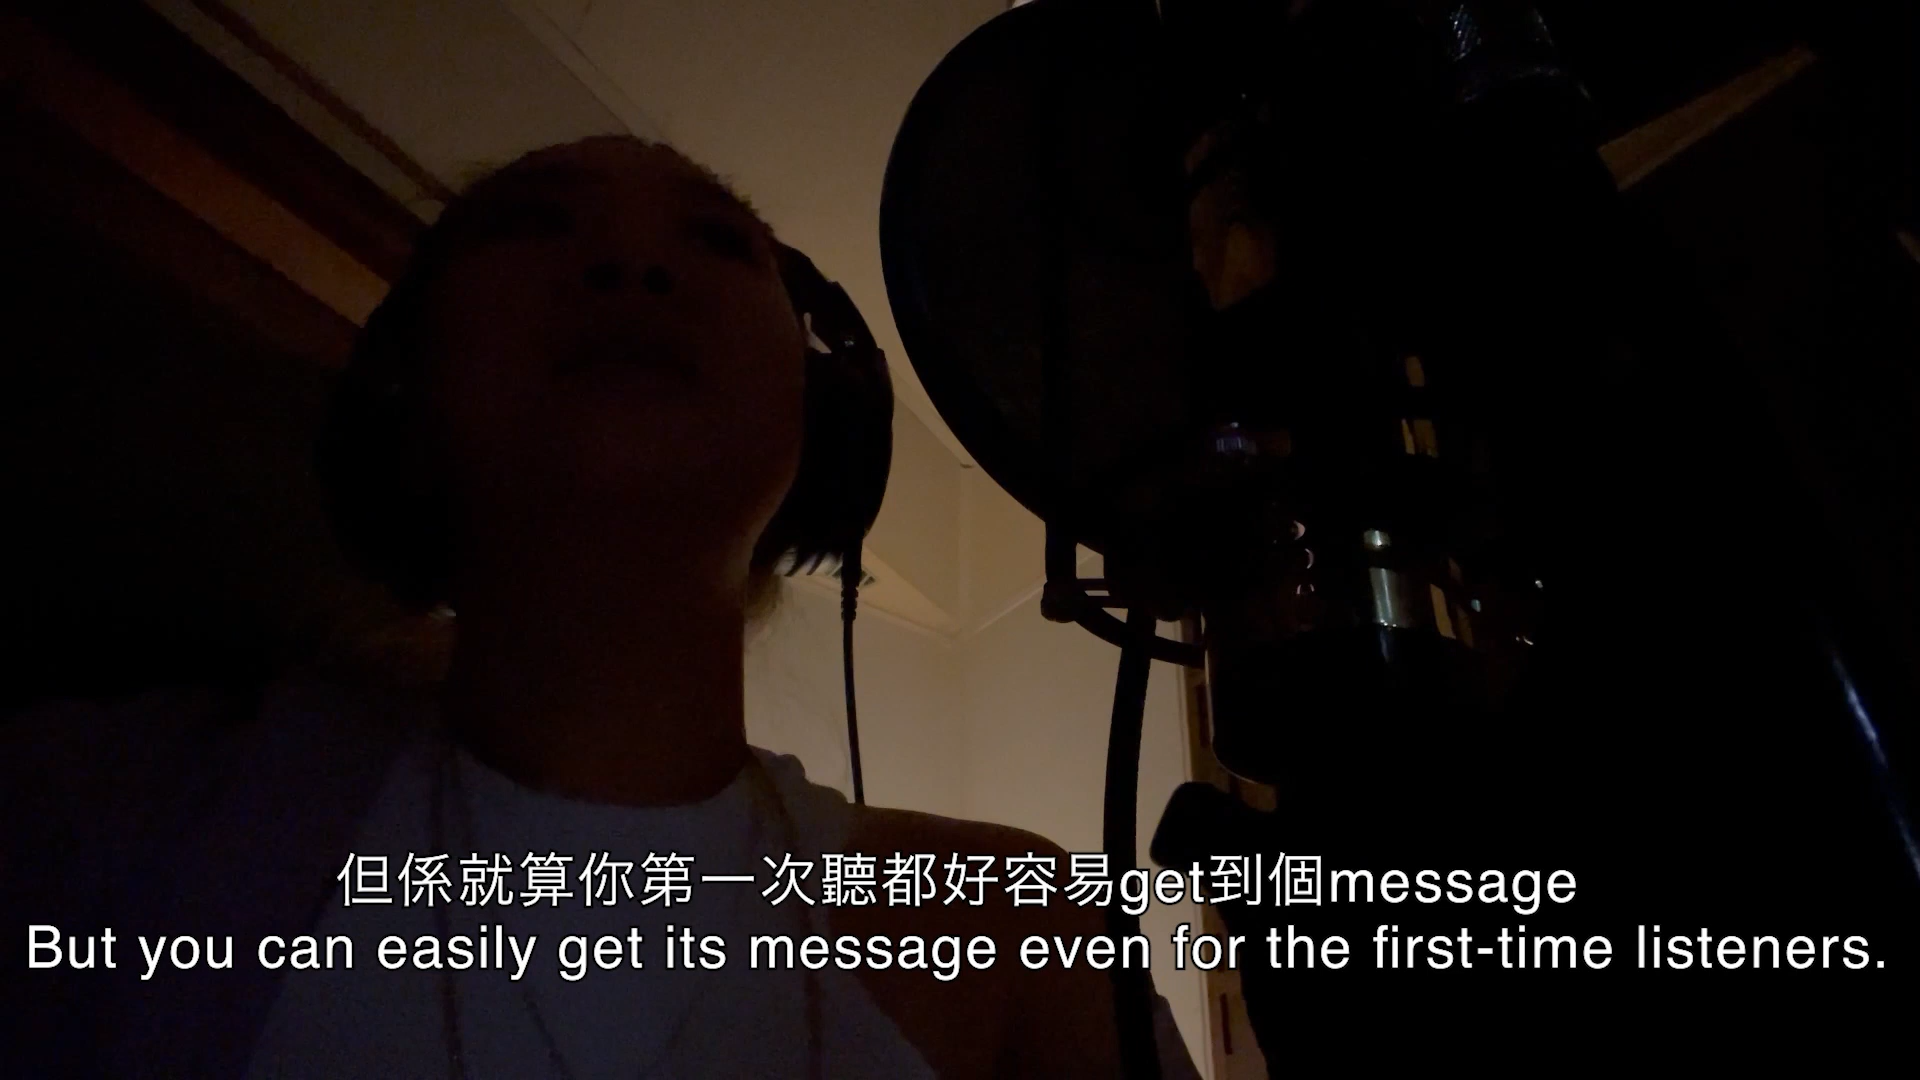 但係就算你第一次聽都好容易get到個message
But you can easily get its message even for the first-time listeners.